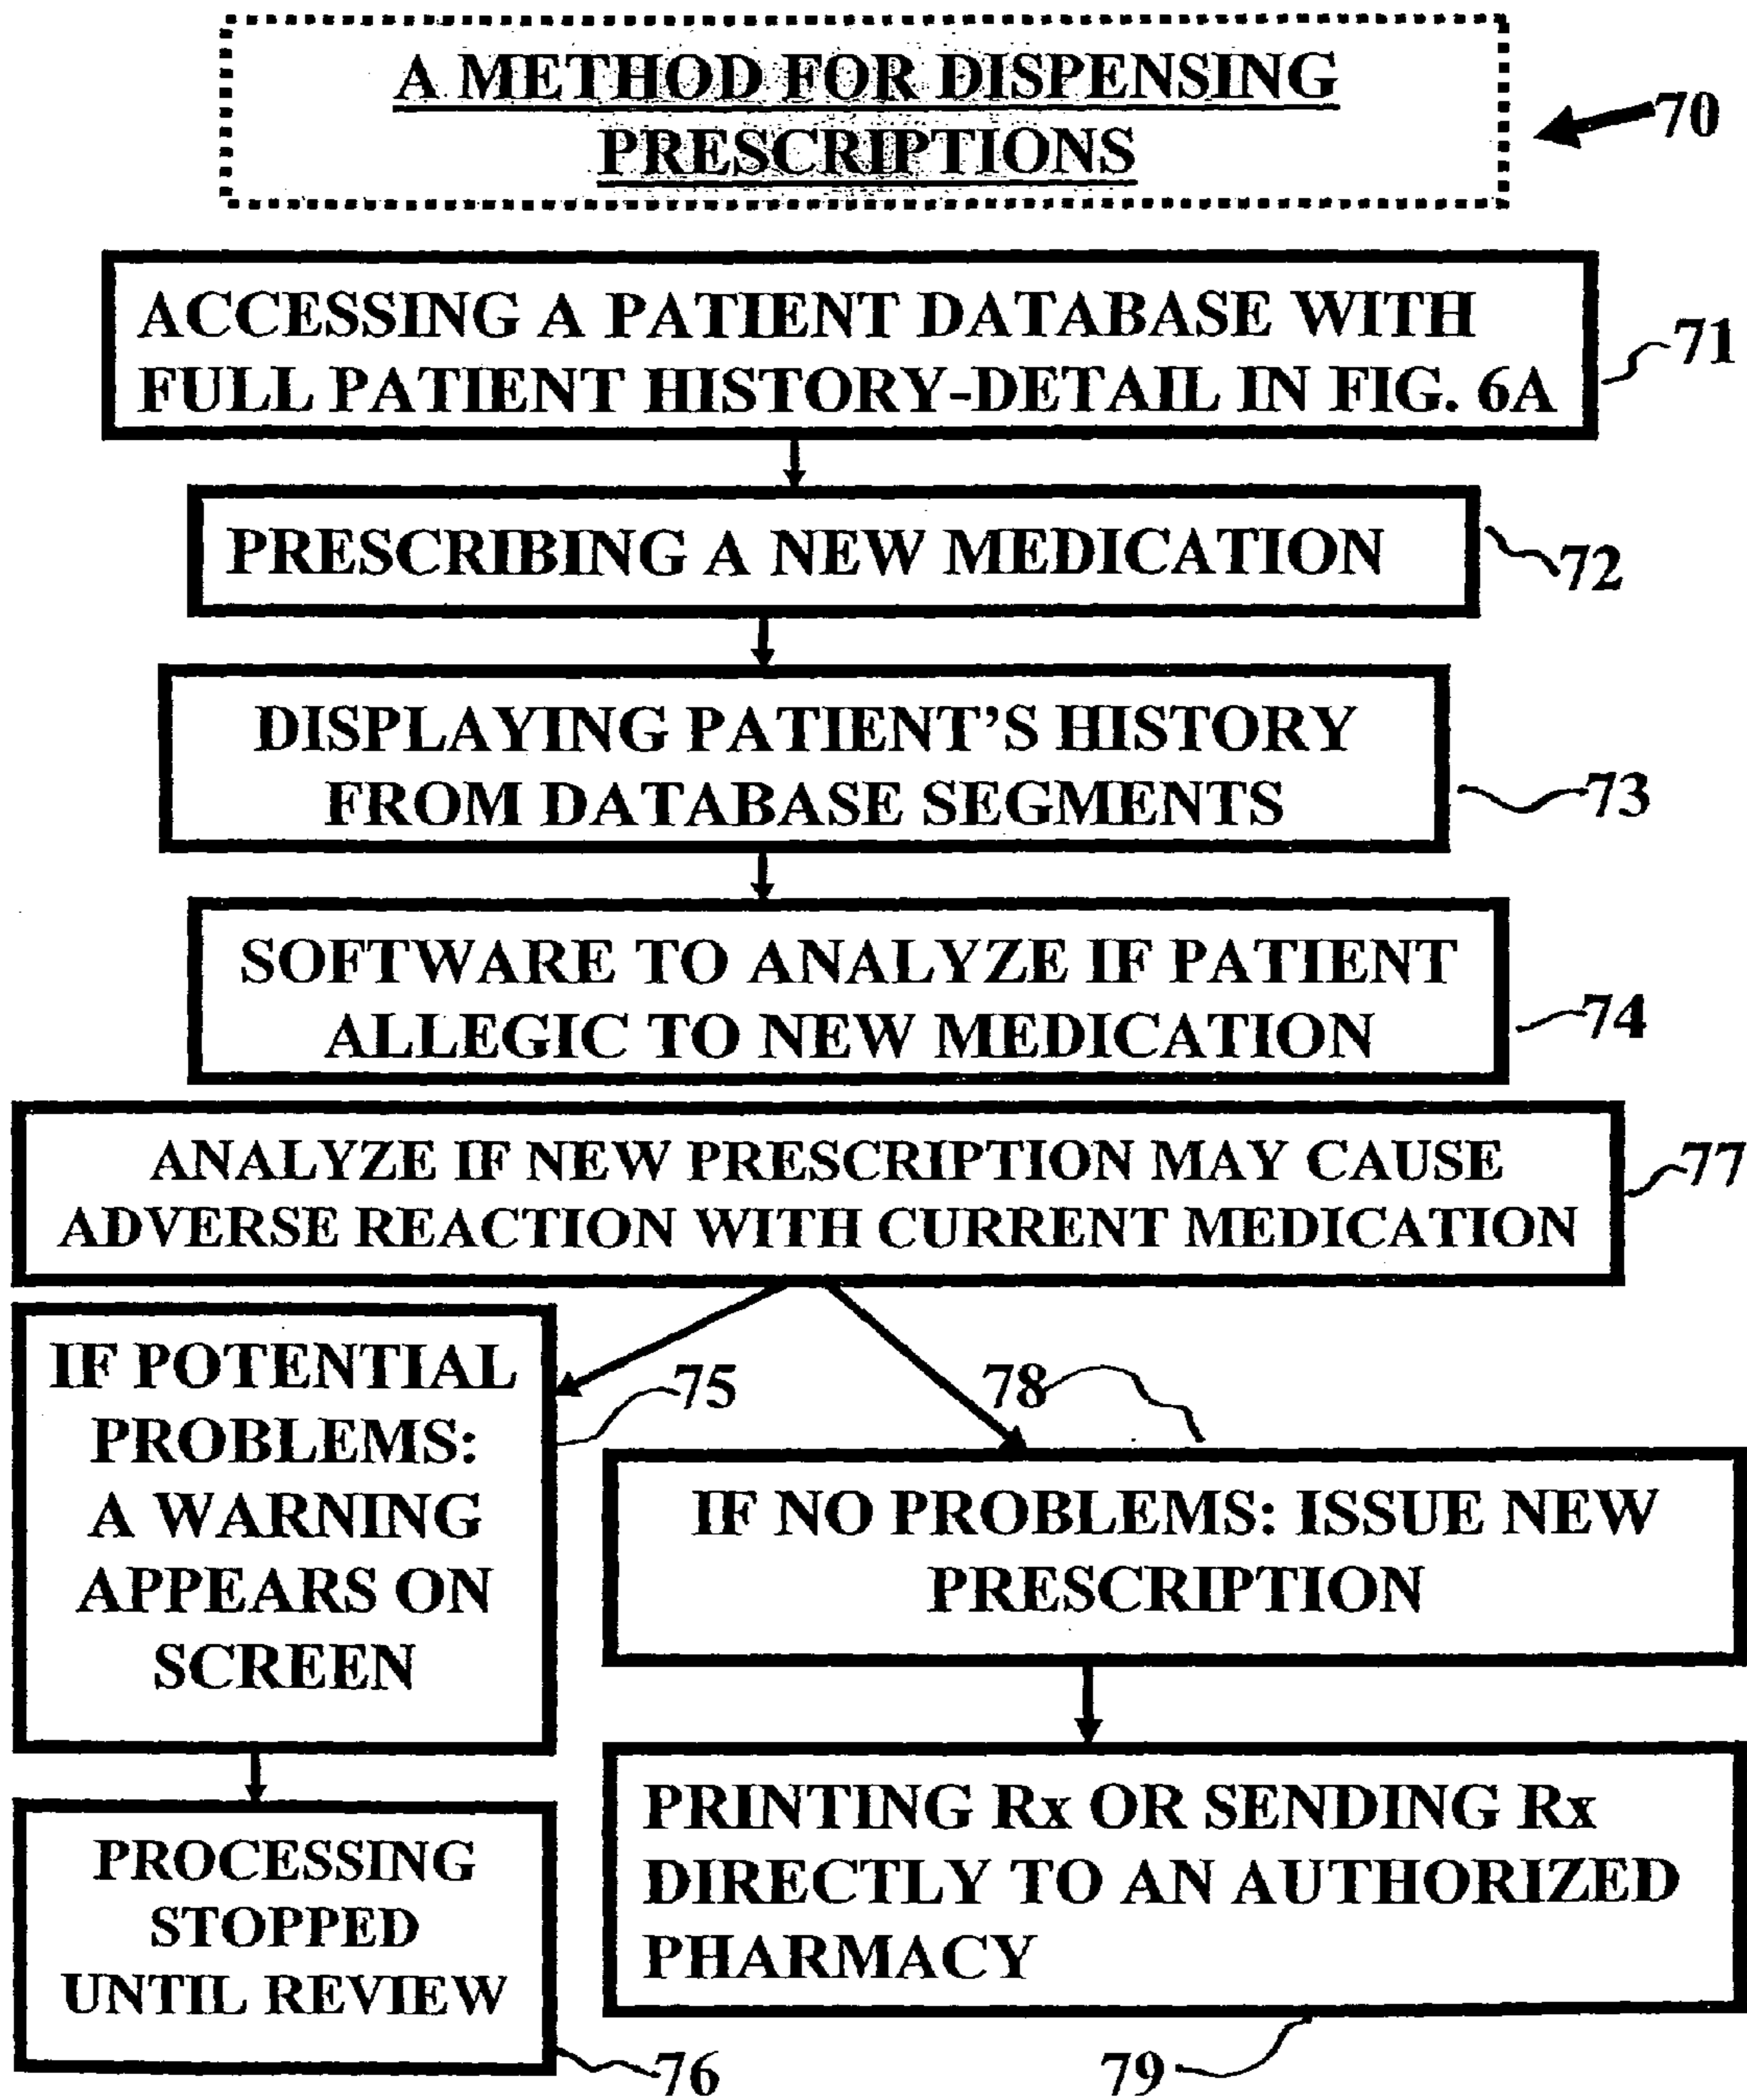 A METHOD FOR DISPENSING
PRESCRIPTIONS
70
ACCESSING A PATIENT DATABASE WITH
FULL PATIENT HISTORY-DETAIL IN FIG. 6A
71
PRESCRIBING A NEW MEDICATION
72
DISPLAYING PATIENT'S HISTORY
FROM DATABASE SEGMENTS
73
SOFTWARE TO ANALYZE IF PATIENT
ALLEGIC TO NEW MEDICATION
74
ANALYZE IF NEW PRESCRIPTION MAY CAUSE
ADVERSE REACTION WITH CURRENT MEDICATION
77
IF POTENTIAL
PROBLEMS:
A WARNING
APPEARS ON
SCREEN
75
78
IF NO PROBLEMS: ISSUE NEW
PRESCRIPTION
PROCESSING
STOPPED
UNTIL REVIEW
76
PRINTING Rx OR SENDING Rx
DIRECTLY TO AN AUTHORIZED
PHARMACY
79